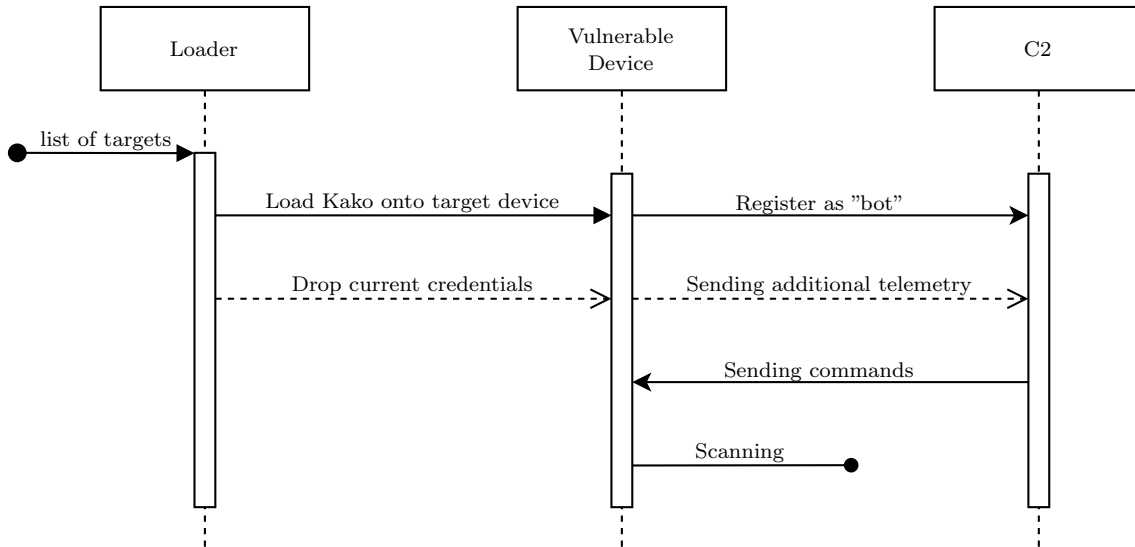 Loader
Vulnerable
Device
C2
list of targets
Load Kako onto target device
Register as ”bot”
Drop current credentials
Sending additional telemetry
Sending commands
Scanning